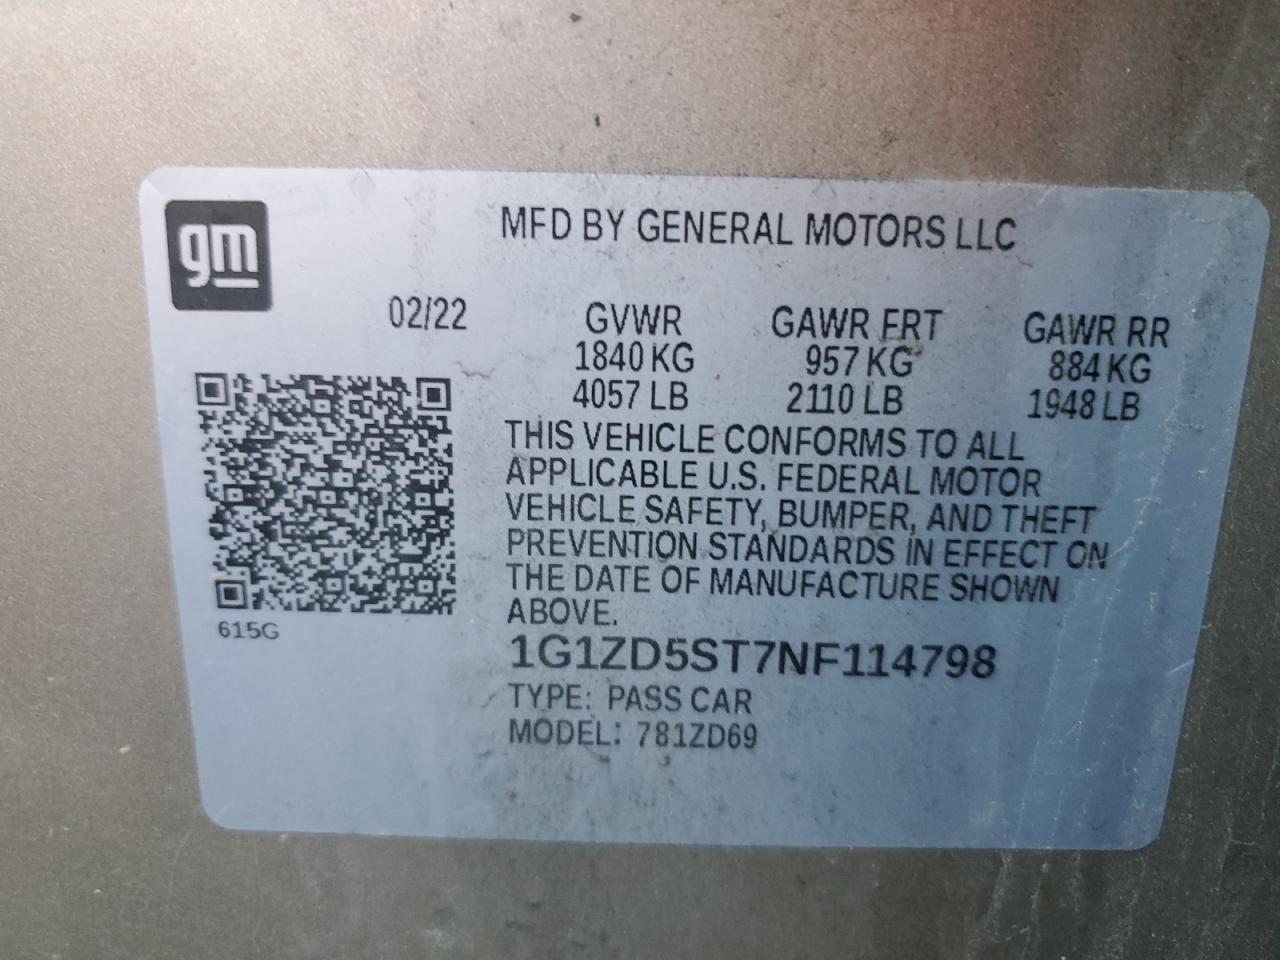 gm
MFD BY GENERAL MOTORS LLC
02/22
GVWR GAWR FRT GAWR RR
1840 KG 957 KG 884 KG
4057 LB 2110 LB 1948 LB
THIS VEHICLE CONFORMS TO ALL
APPLICABLE U.S. FEDERAL MOTOR
VEHICLE SAFETY, BUMPER, AND THEFT
PREVENTION STANDARDS IN EFFECT ON
THE DATE OF MANUFACTURE SHOWN
ABOVE.
615G
1G1ZD5ST7NF114798
TYPE: PASS CAR
MODEL: 781ZD69